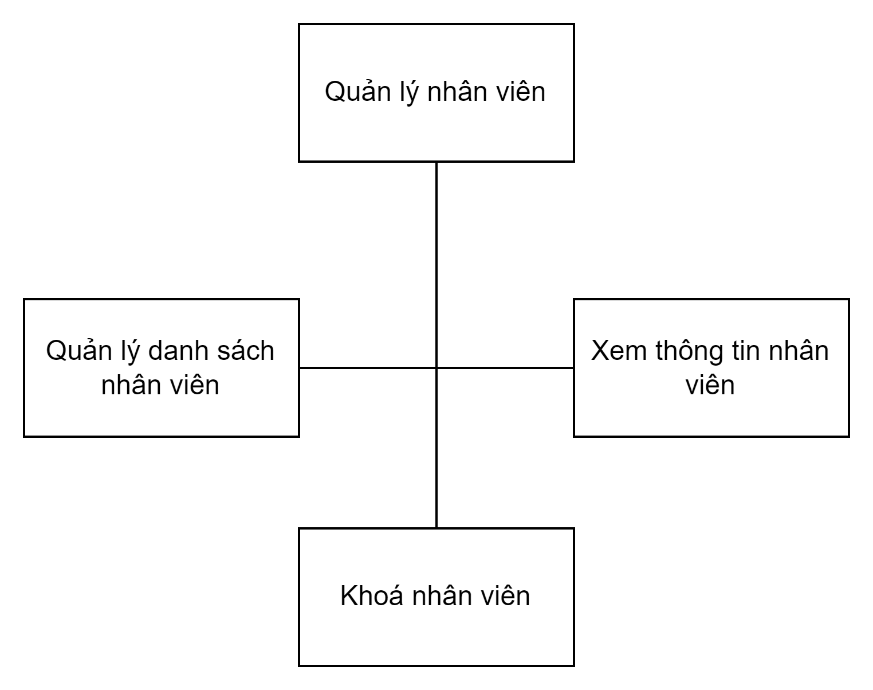 Quản lý nhân viên
Quản lý danh sách
nhân viên
Xem thông tin nhân
viên
Khoá nhân viên